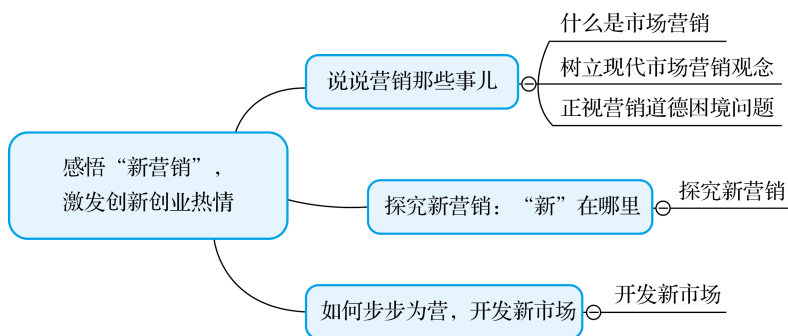 感悟“新营销”，
激发创新创业热情
说说营销那些事儿
什么是市场营销
树立现代市场营销观念
正视营销道德困境问题
探究新营销：“新”在哪里
探究新营销
如何步步为营，开发新市场
开发新市场